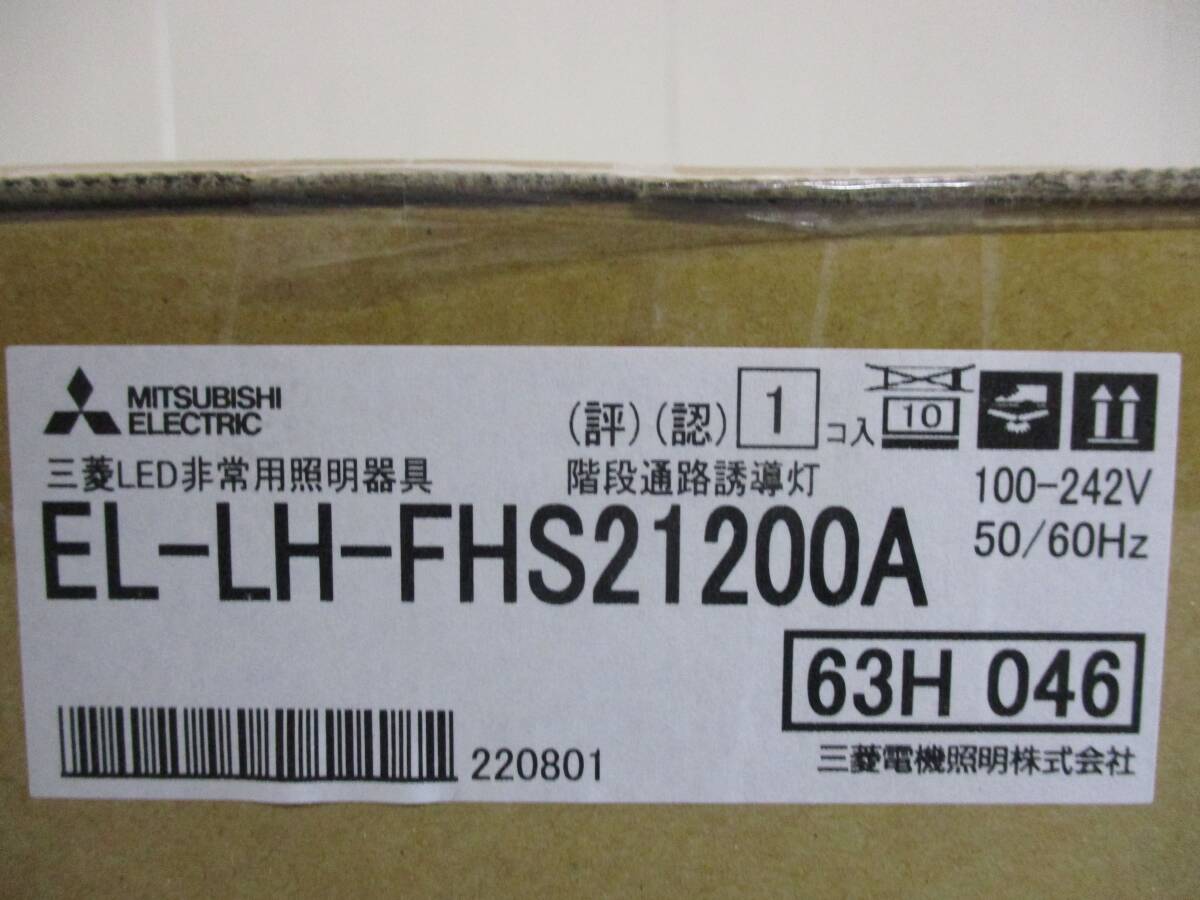 MITSUBISHI
ELECTRIC
(評)(認) 1 コ入 10
三菱LED非常用照明器具 階段通路誘導灯
100-242V
EL-LH-FHS21200A
50/60Hz
63H 046
220801
三菱電機照明株式会社